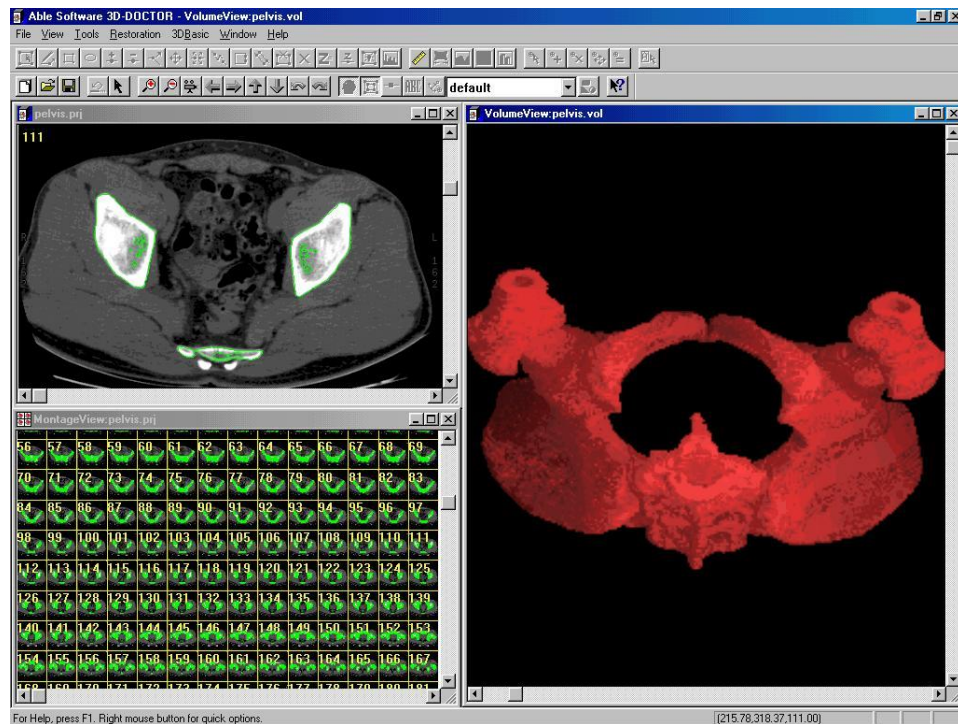 Able Software 3D-DOCTOR - VolumeView:pelvis.vol
File View Tools Restoration 3DBasic Window Help
ABC default
pelvis.prj
111
R
L
162
MontageView:pelvis.prj
56 57 58 59 60 61 62 63 64 65 66 67 68 69
70 71 72 73 74 75 76 77 78 79 80 81 82 83
84 85 86 87 88 89 90 91 92 93 94 95 96 97
98 99 100 101 102 103 104 105 106 107 108 109 110 111
112 113 114 115 116 117 118 119 120 121 122 123 124 125
126 127 128 129 130 131 132 133 134 135 136 137 138 139
140 141 142 143 144 145 146 147 148 149 150 151 152 153
154 155 156 157 158 159 160 161 162 163 164 165 166 167
VolumeView:pelvis.vol
For Help, press F1. Right mouse button for quick options.
[215.78,318.37,111.00]